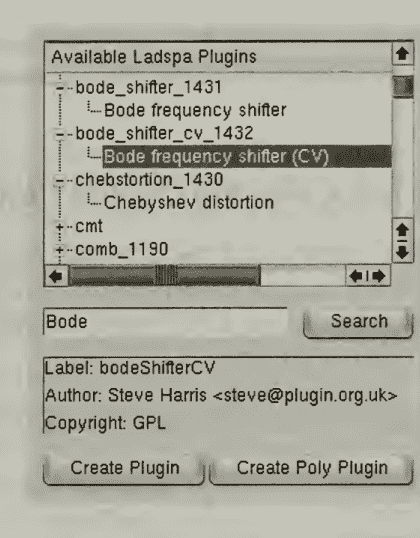 Available Ladspa Plugins
bode_shifter_1431
Bode frequency shifter
bode_shifter_cv_1432
Bode frequency shifter (CV)
chebstortion_1430
Chebyshev distortion
cmt
comb_1190
Bode
Search
Label: bodeShifterCV
Author: Steve Harris <steve@plugin.org.uk>
Copyright: GPL
Create Plugin
Create Poly Plugin